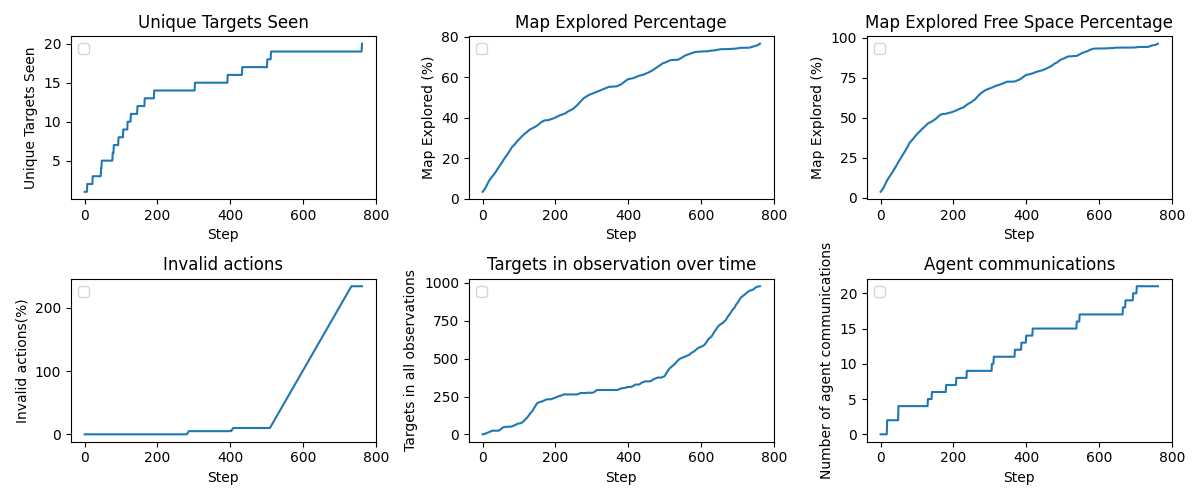 Unique Targets Seen
Unique Targets Seen
20
15
10
5
0 200 400 600 800
Step
Map Explored Percentage
Map Explored (%)
80
60
40
20
0
0 200 400 600 800
Step
Map Explored Free Space Percentage
Map Explored (%)
100
75
50
25
0
0 200 400 600 800
Step
Invalid actions
Invalid actions(%)
200
100
0
0 200 400 600 800
Step
Targets in observation over time
Targets in all observations
1000
750
500
250
0
0 200 400 600 800
Step
Agent communications
Number of agent communications
20
15
10
5
0
0 200 400 600 800
Step